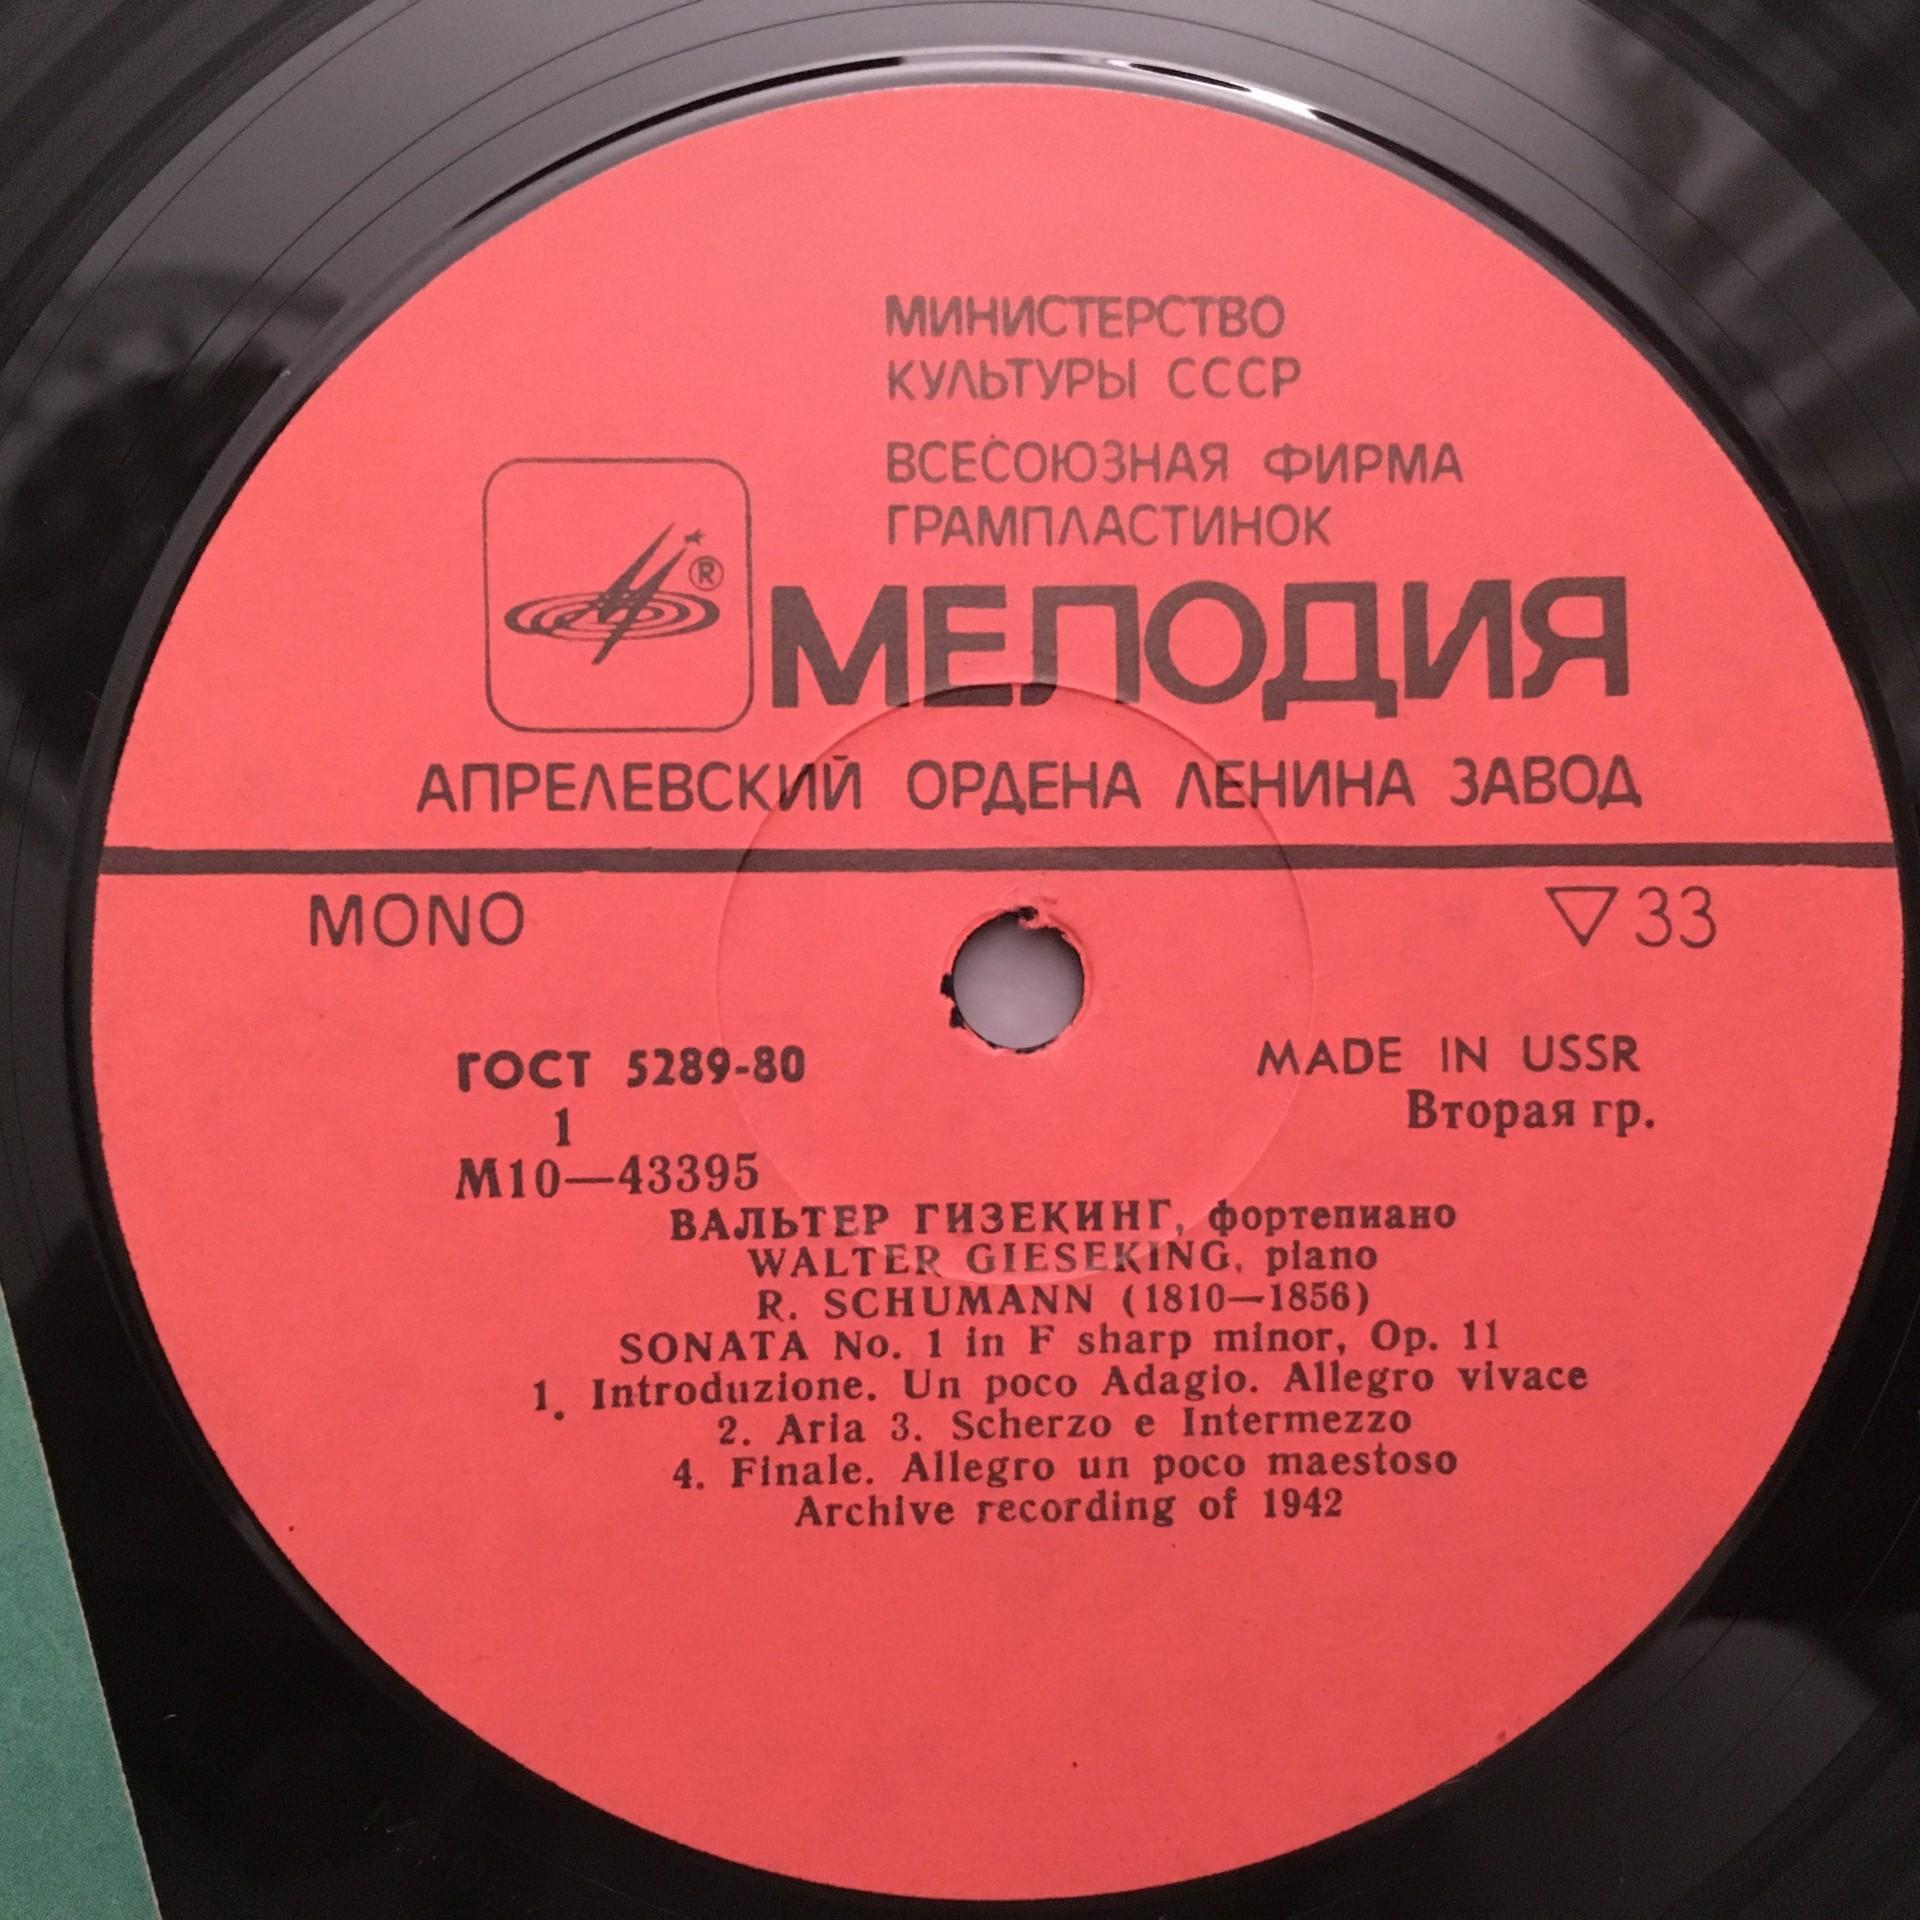 МИНИСТЕРСТВО
КУЛЬТУРЫ СССР
ВСЕСОЮЗНАЯ ФИРМА
ГРАМПЛАСТИНОК
®
МЕЛОДИЯ
АПРЕЛЕВСКИЙ ОРДЕНА ЛЕНИНА ЗАВОД
MONO
▽33
ГОСТ 5289-80
MADE IN USSR
1
Вторая гр.
М10—43395
ВАЛЬТЕР ГИЗЕКИНГ, фортепиано
WALTER GIESEKING, piano
R. SCHUMANN (1810—1856)
SONATA No. 1 in F sharp minor, Op. 11
1. Introduzione. Un poco Adagio. Allegro vivace
2. Aria 3. Scherzo e Intermezzo
4. Finale. Allegro un poco maestoso
Archive recording of 1942